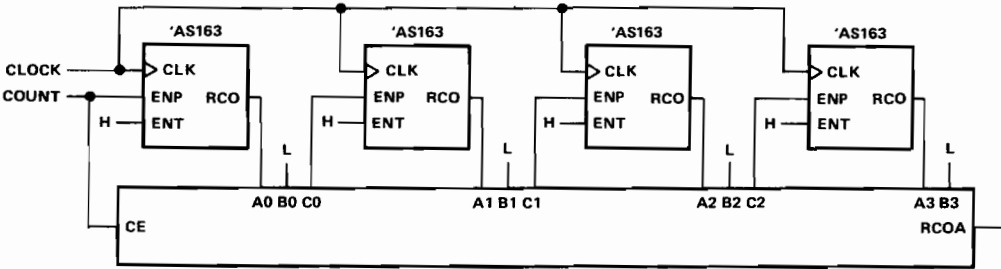 'AS163 'AS163 'AS163 'AS163
CLOCK CLK CLK CLK CLK
COUNT ENP RCO ENP RCO ENP RCO ENP RCO
H ENT H ENT H ENT H ENT
L L L L
A0 B0 C0 A1 B1 C1 A2 B2 C2 A3 B3
CE RCOA